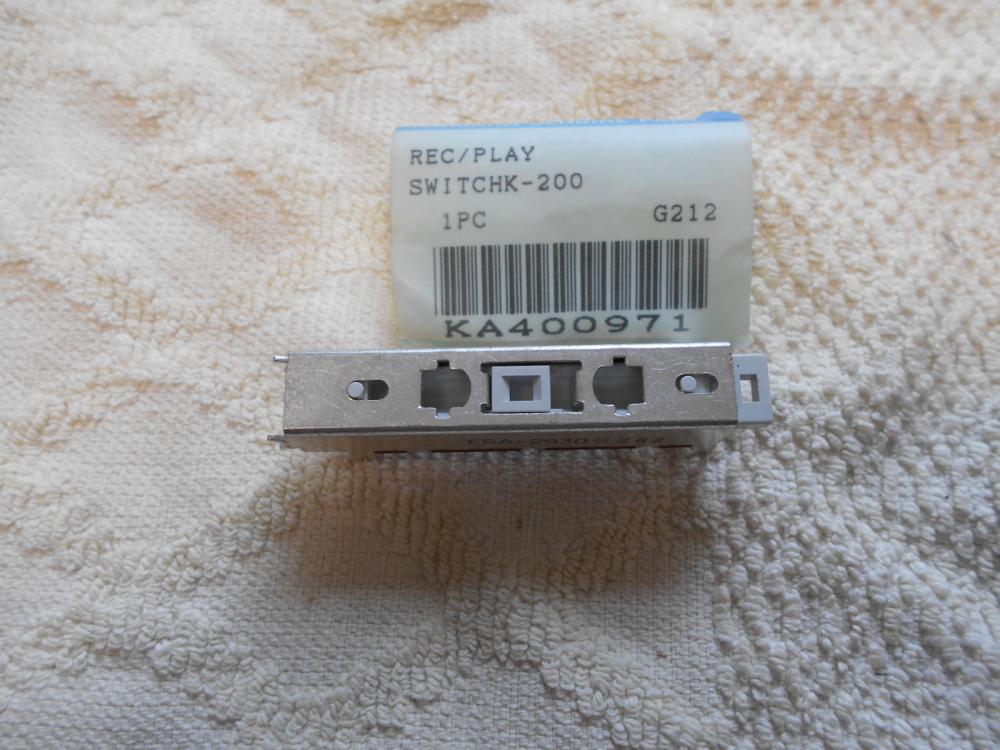 REC/PLAY
SWITCHK-200
1PC G212
KA400971